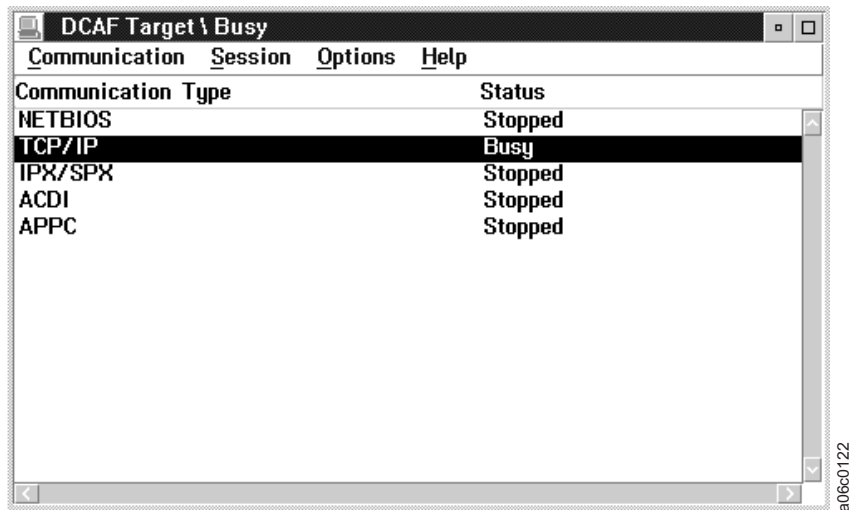 DCAF Target \ Busy
Communication Session Options Help
Communication Type Status
NETBIOS Stopped
TCP/IP Busy
IPX/SPX Stopped
ACDI Stopped
APPC Stopped
a06c0122